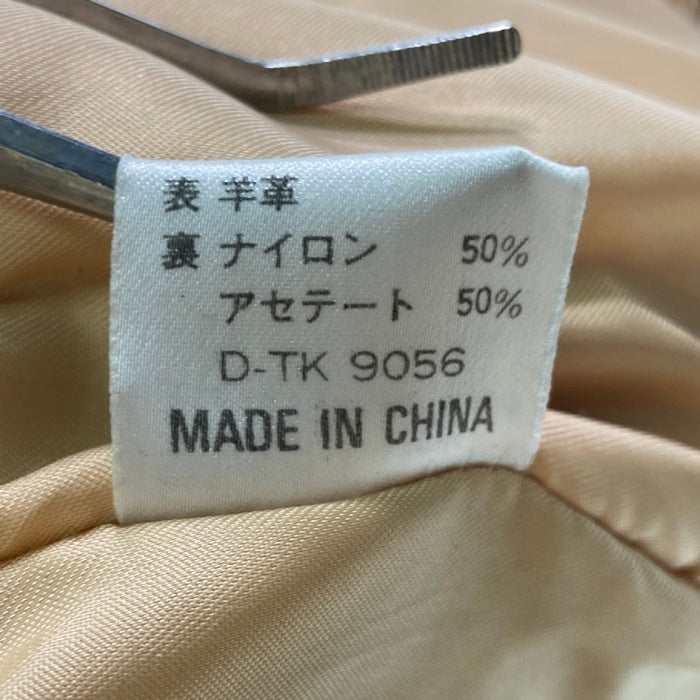 表 羊革
裏 ナイロン 50%
アセテート 50%
D-TK 9056
MADE IN CHINA